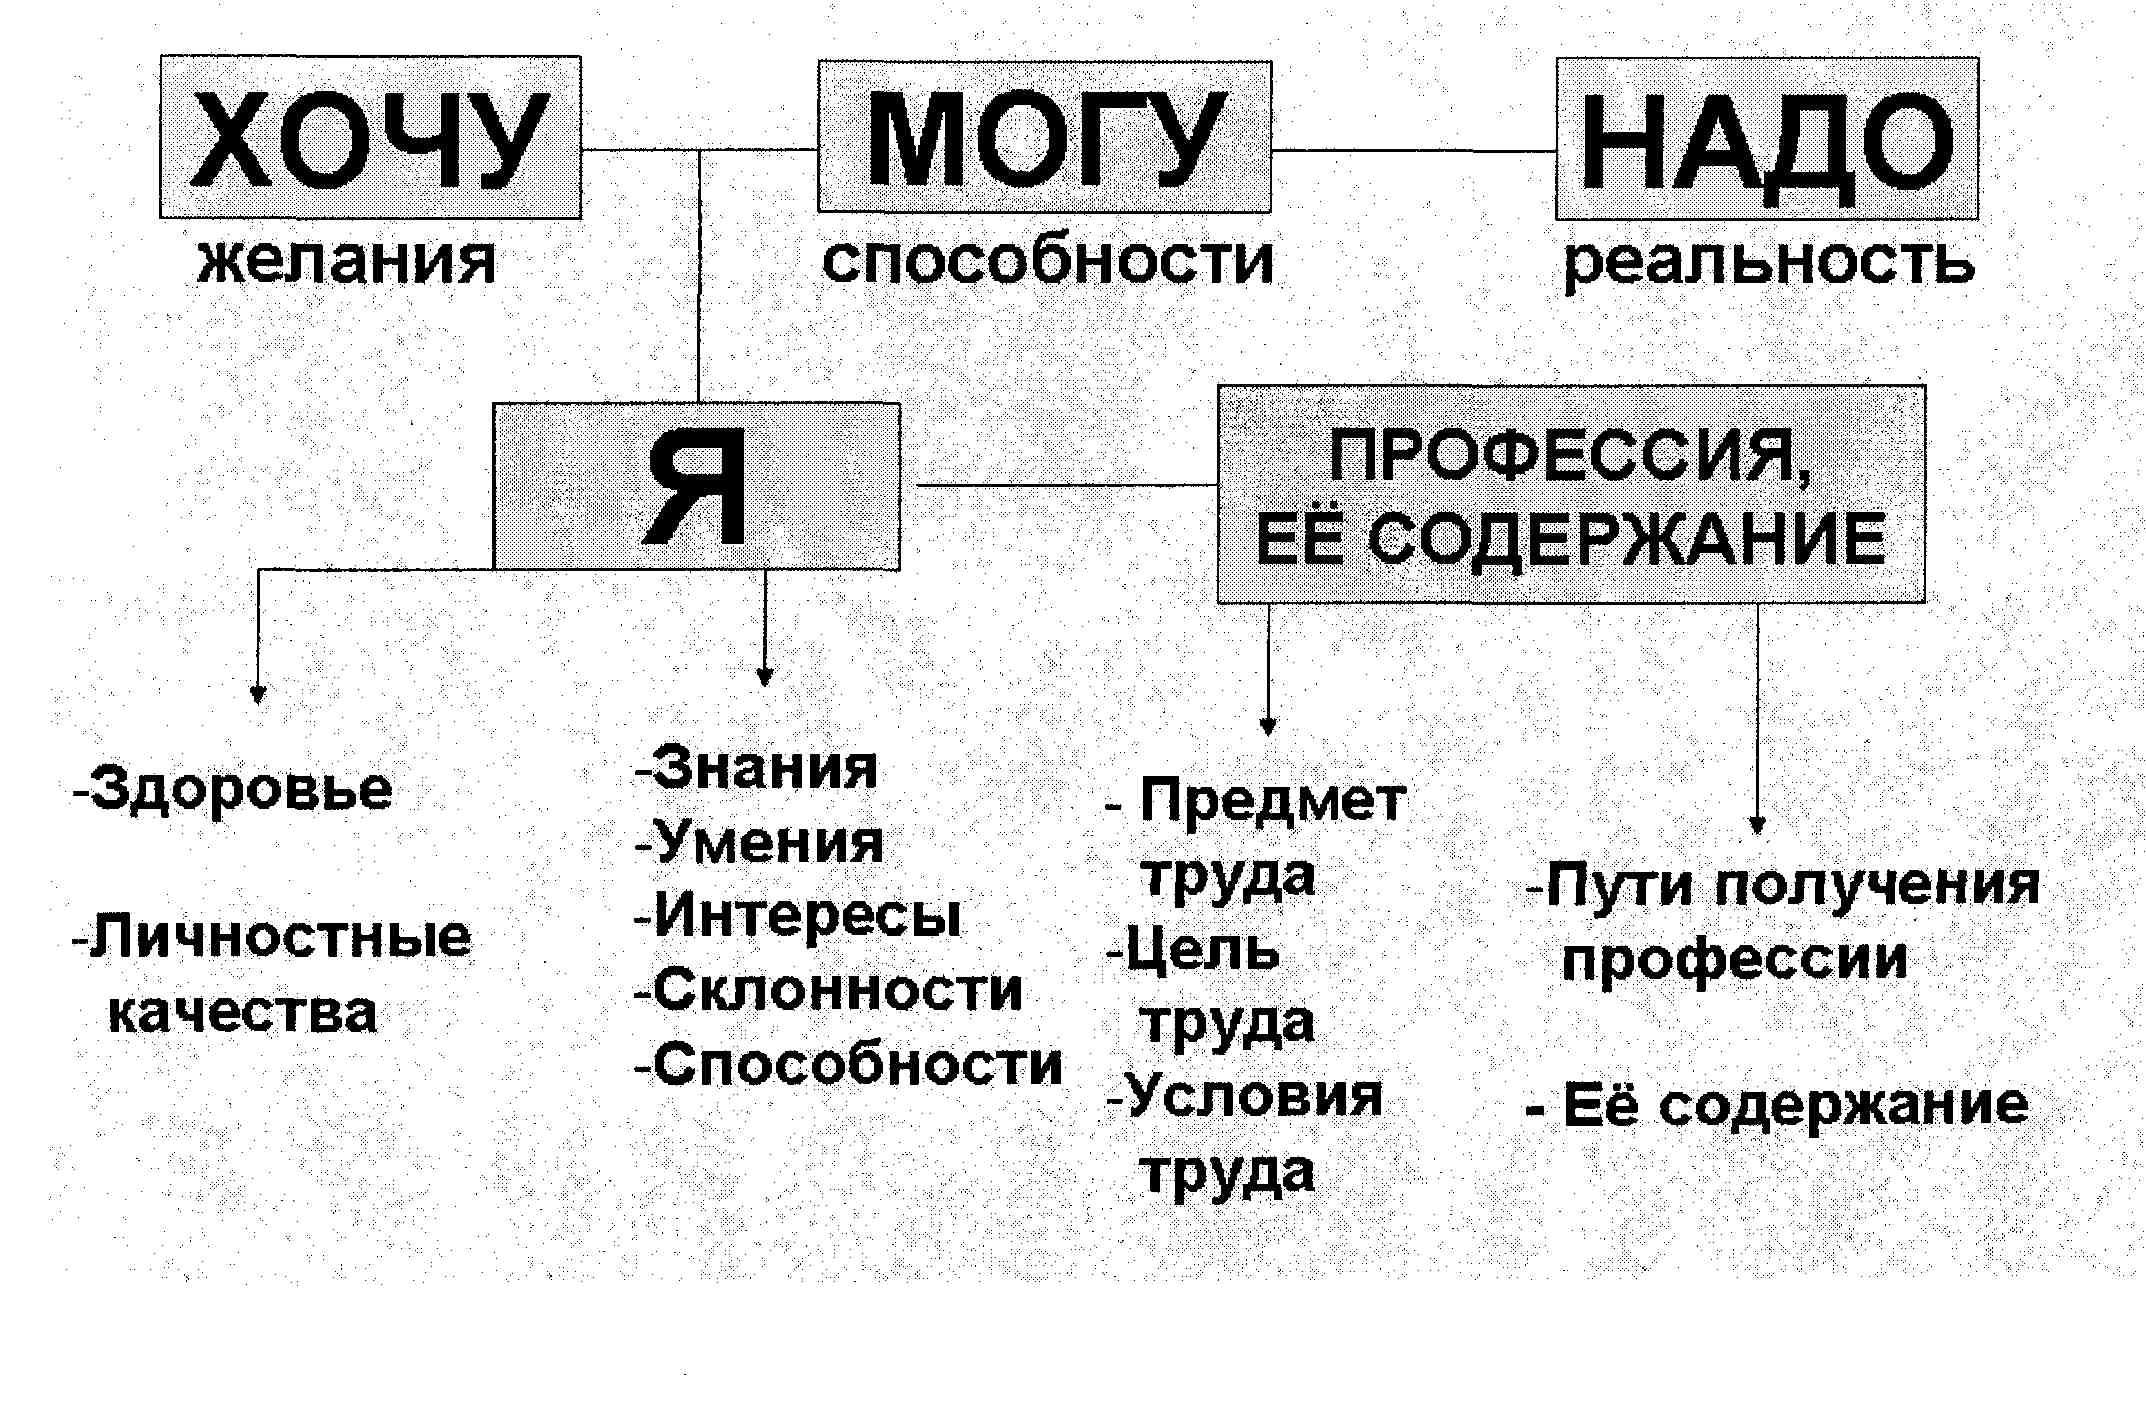 ХОЧУ
МОГУ
НАДО
желания
способности
реальность
Я
ПРОФЕССИЯ,
ЕЁ СОДЕРЖАНИЕ
-Здоровье
-Личностные
качества
-Знания
-Умения
-Интересы
-Склонности
-Способности
- Предмет
труда
-Цель
труда
-Условия
труда
-Пути получения
профессии
- Её содержание